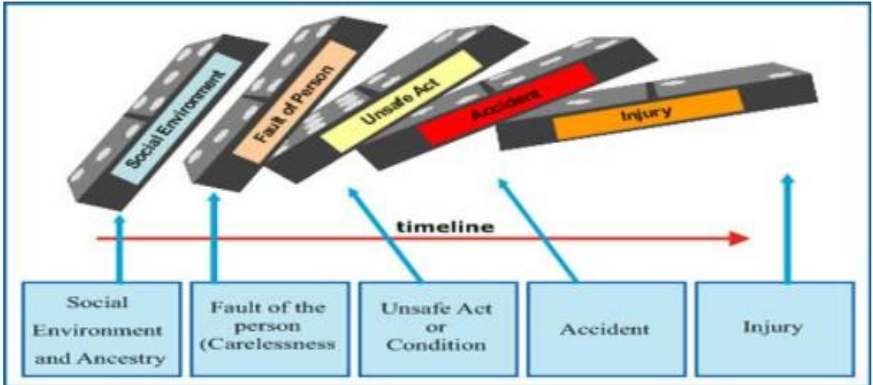 Social Environment
Fault of Person
Unsafe Act
Accident
Injury
timeline
Social
Environment
and Ancestry
Fault of the
person
(Carelessness
Unsafe Act
or
Condition
Accident
Injury